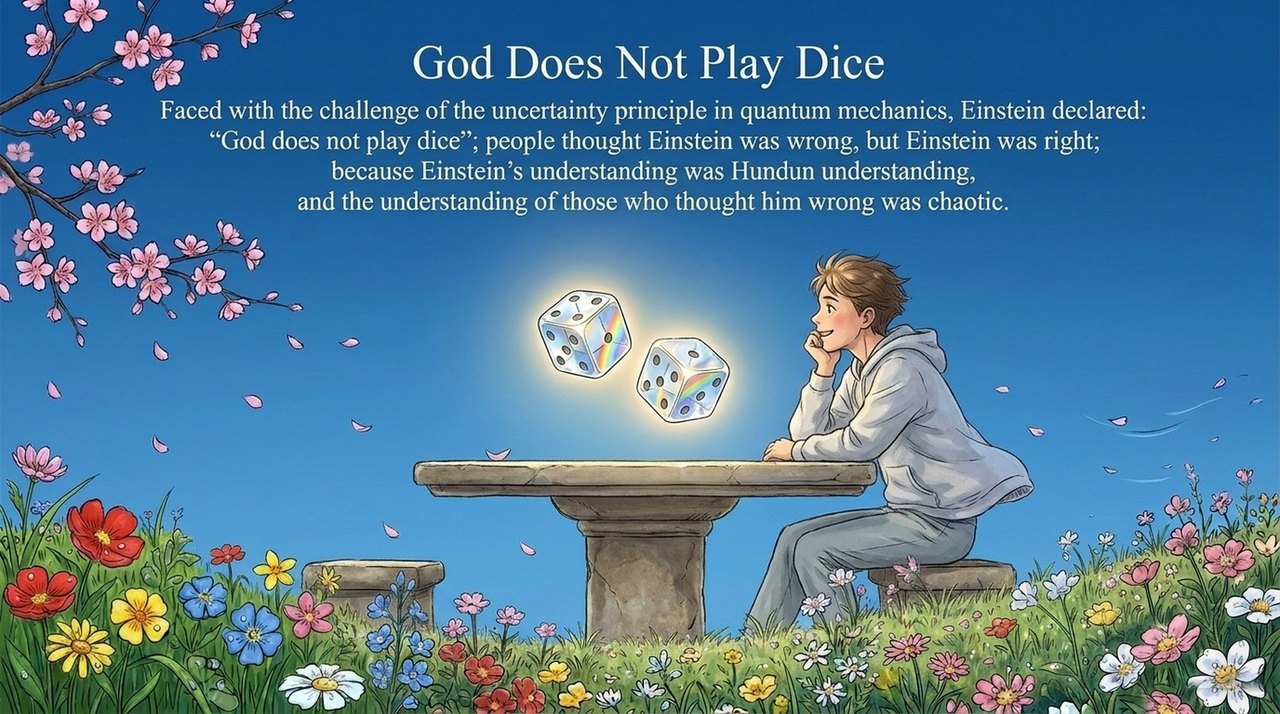 God Does Not Play Dice
Faced with the challenge of the uncertainty principle in quantum mechanics, Einstein declared:
“God does not play dice”; people thought Einstein was wrong, but Einstein was right;
because Einstein’s understanding was Hundun understanding,
and the understanding of those who thought him wrong was chaotic.